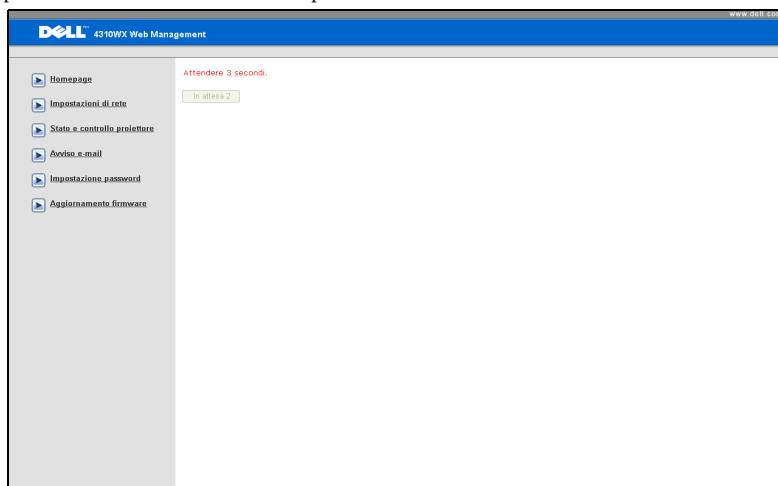 www.dell.co
DELL™ 4310WX Web Management
Attendere 3 secondi.
In attesa 2
Homepage
Impostazioni di rete
Stato e controllo proiettore
Avviso e-mail
Impostazione password
Aggiornamento firmware